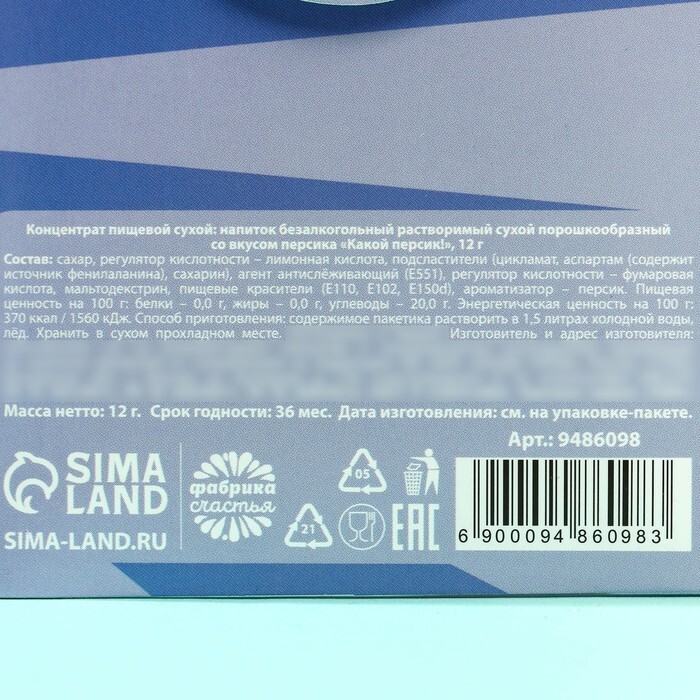 Концентрат пищевой сухой: напиток безалкогольный растворимый сухой порошкообразный
со вкусом персика «Какой персик!», 12 г
Состав: сахар, регулятор кислотности – лимонная кислота, подсластители (цикламат, аспартам (содержит
источник фенилаланина), сахарин), агент антислёживающий (Е551), регулятор кислотности – фумаровая
кислота, мальтодекстрин, пищевые красители (Е110, Е102, Е150d), ароматизатор – персик. Пищевая
ценность на 100 г: белки – 0,0 г, жиры – 0,0 г, углеводы – 20,0 г. Энергетическая ценность на 100 г:
370 ккал / 1560 кДж. Способ приготовления: содержимое пакетика растворить в 1,5 литрах холодной воды,
лёд. Хранить в сухом прохладном месте. Изготовитель и адрес изготовителя:
Масса нетто: 12 г. Срок годности: 36 мес. Дата изготовления: см. на упаковке-пакете.
Арт.: 9486098
SIMA
LAND
SIMA-LAND.RU
фабрика
счастья
05
21
EAC
6 900094 860983